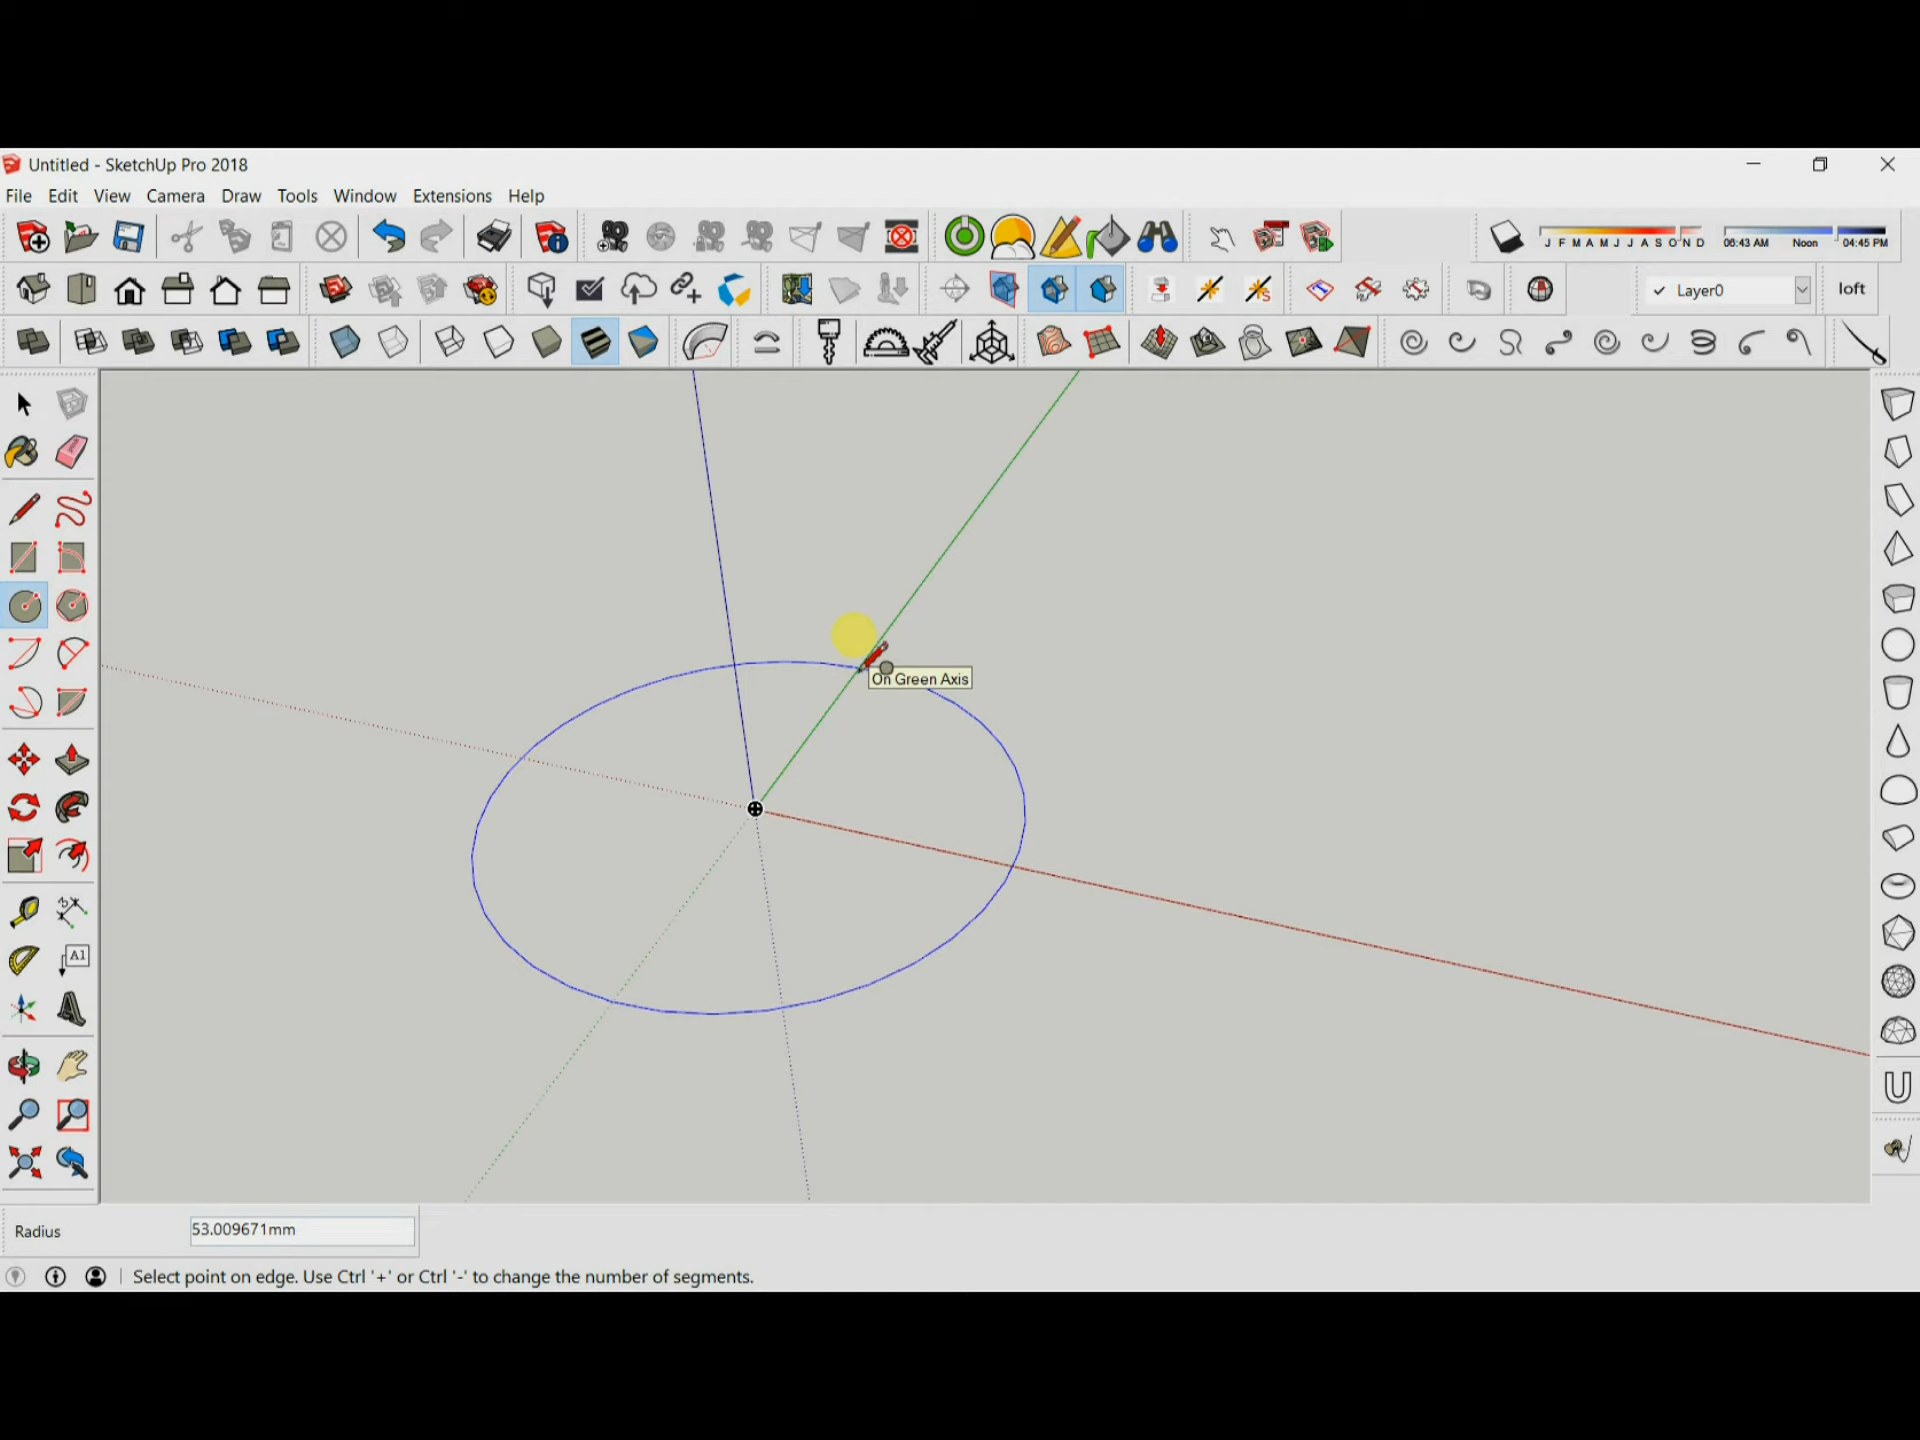 Untitled - SketchUp Pro 2018
File Edit View Camera Draw Tools Window Extensions Help
J F M A M J J A S O N D 06:43 AM Noon 04:45 PM
✓ Layer0
loft
On Green Axis
A1
Radius 53.009671mm
Select point on edge. Use Ctrl '+' or Ctrl '-' to change the number of segments.